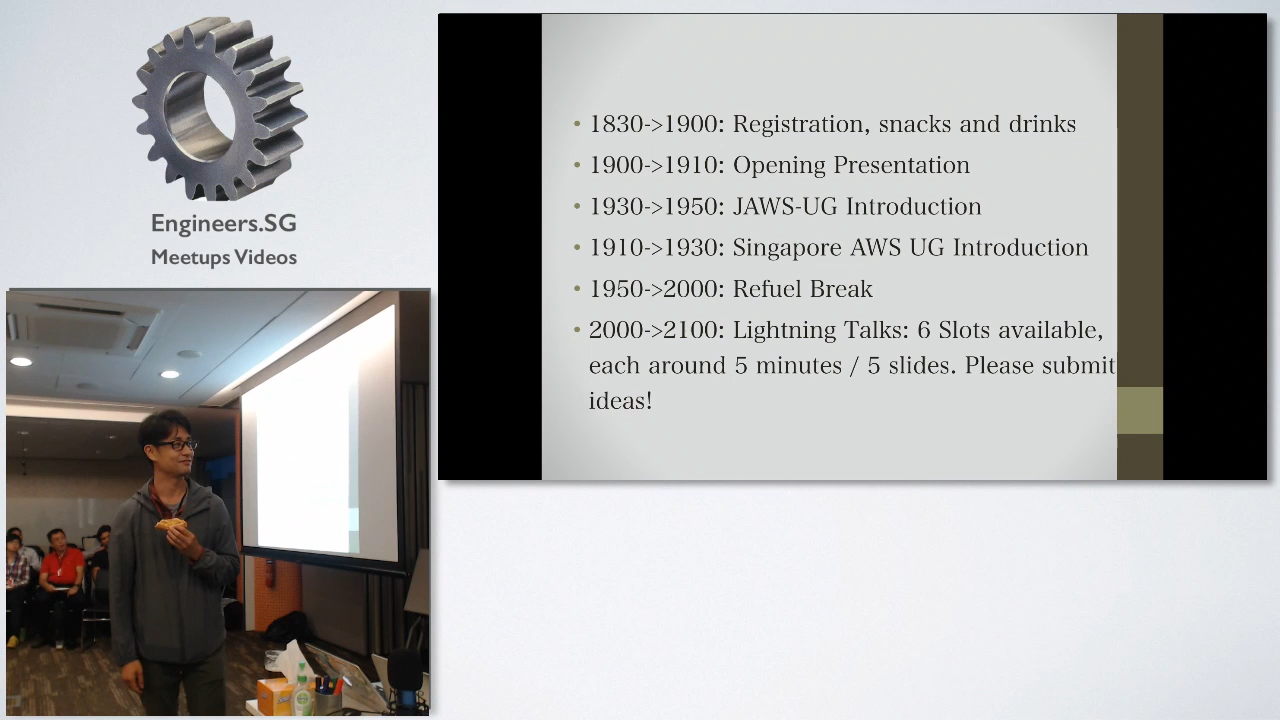 Engineers.SG
Meetups Videos
• 1830->1900: Registration, snacks and drinks
• 1900->1910: Opening Presentation
• 1930->1950: JAWS-UG Introduction
• 1910->1930: Singapore AWS UG Introduction
• 1950->2000: Refuel Break
• 2000->2100: Lightning Talks: 6 Slots available,
each around 5 minutes / 5 slides. Please submit
ideas!